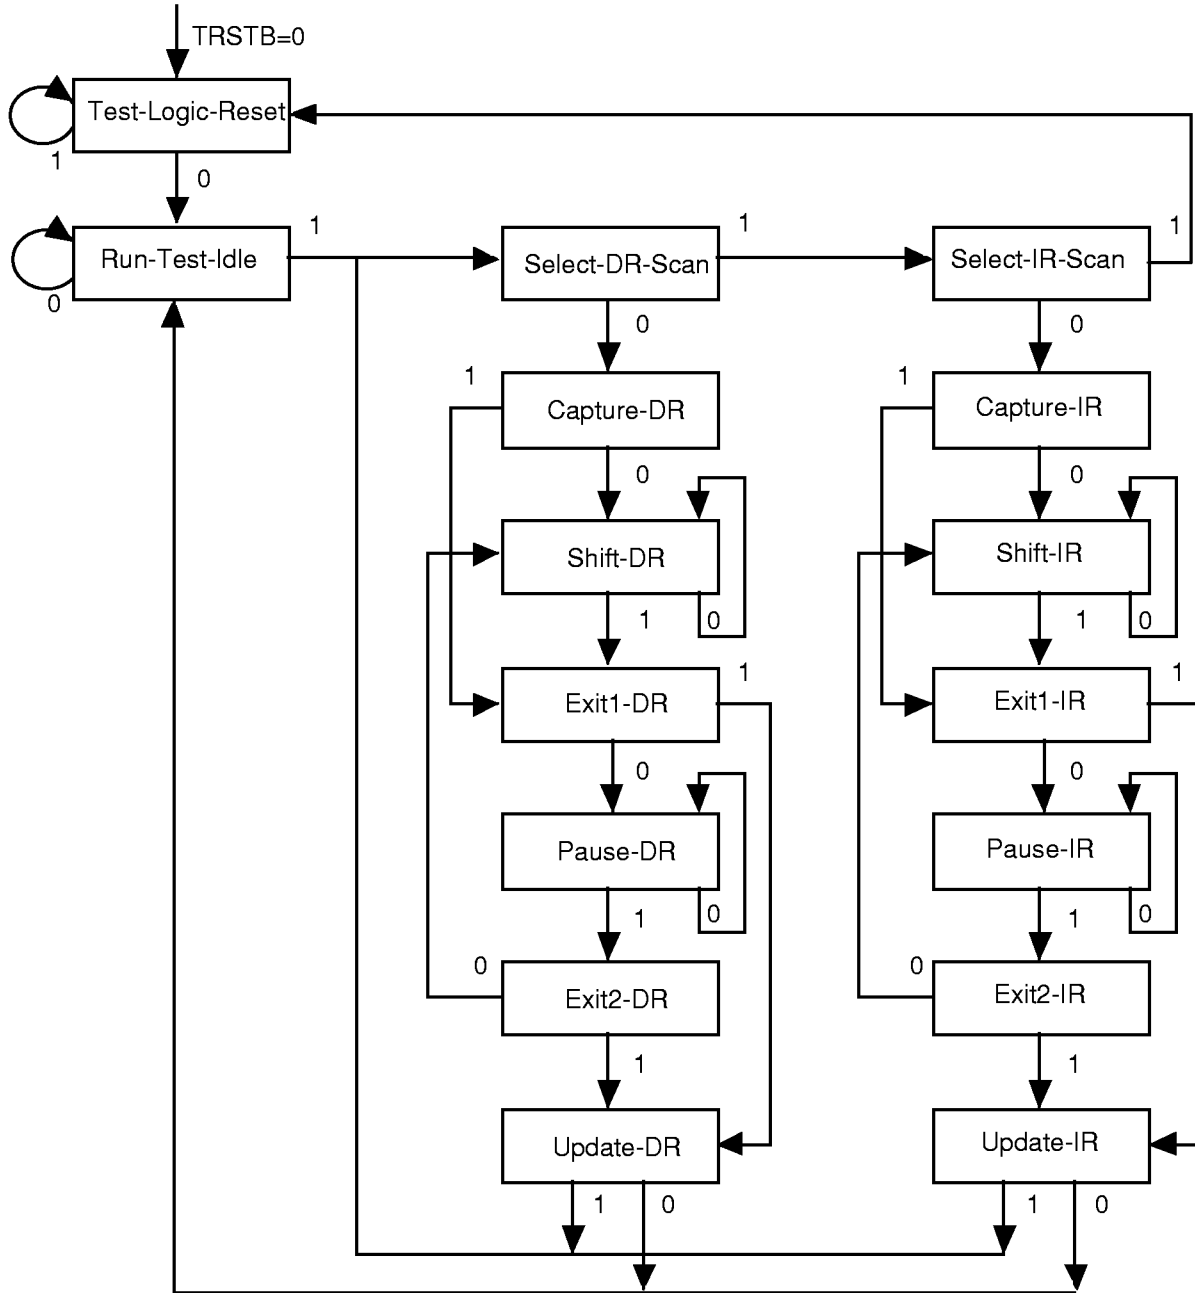 TRSTB=0
Test-Logic-Reset
1
0
Run-Test-Idle
0
1
Select-DR-Scan
1
Select-IR-Scan
1
0
0
1
Capture-DR
1
Capture-IR
0
0
Shift-DR
Shift-IR
1
0
1
0
Exit1-DR
1
Exit1-IR
1
0
0
Pause-DR
Pause-IR
1
0
1
0
0
Exit2-DR
0
Exit2-IR
1
1
Update-DR
Update-IR
1
0
1
0